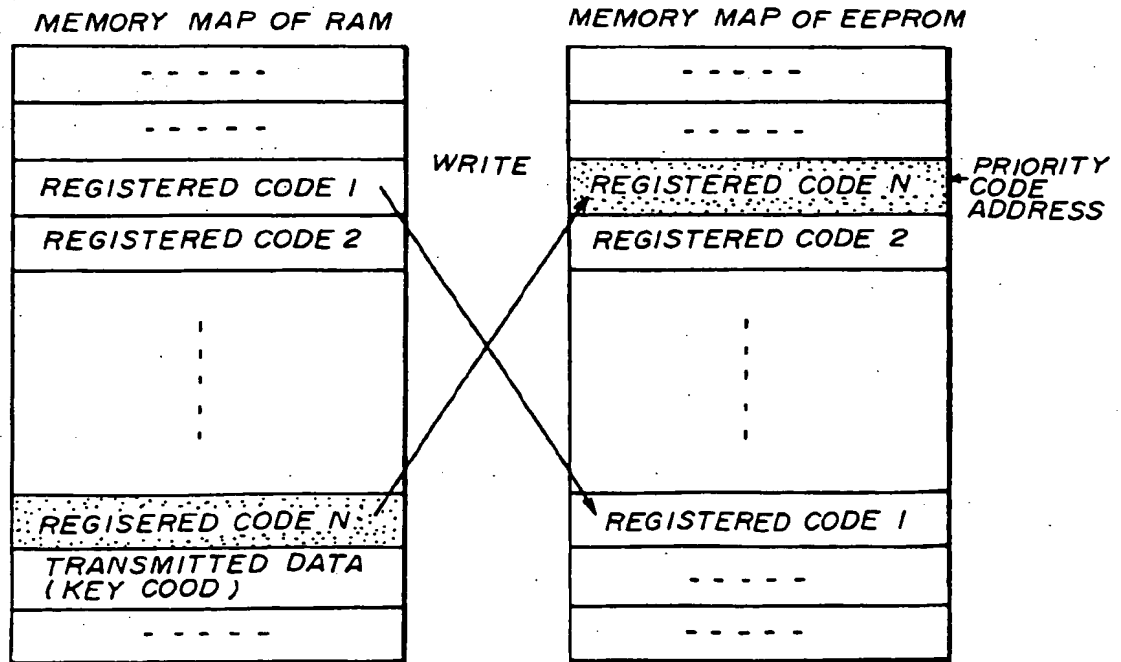 MEMORY MAP OF RAM
- - - - -
- - - - -
REGISTERED CODE 1
REGISTERED CODE 2
REGISERED CODE N
TRANSMITTED DATA
(KEY COOD)
- - - - -
WRITE
MEMORY MAP OF EEPROM
- - - - -
- - - - -
REGISTERED CODE N
REGISTERED CODE 2
REGISTERED CODE 1
- - - - -
- - - - -
PRIORITY
CODE
ADDRESS